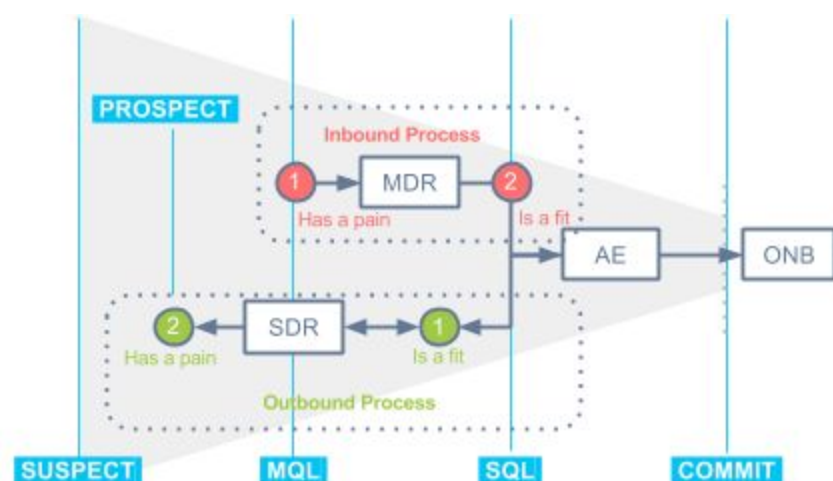 PROSPECT
Inbound Process
1
MDR
2
Has a pain
Is a fit
AE
ONB
2
SDR
1
Has a pain
Is a fit
Outbound Process
SUSPECT
MQL
SQL
COMMIT